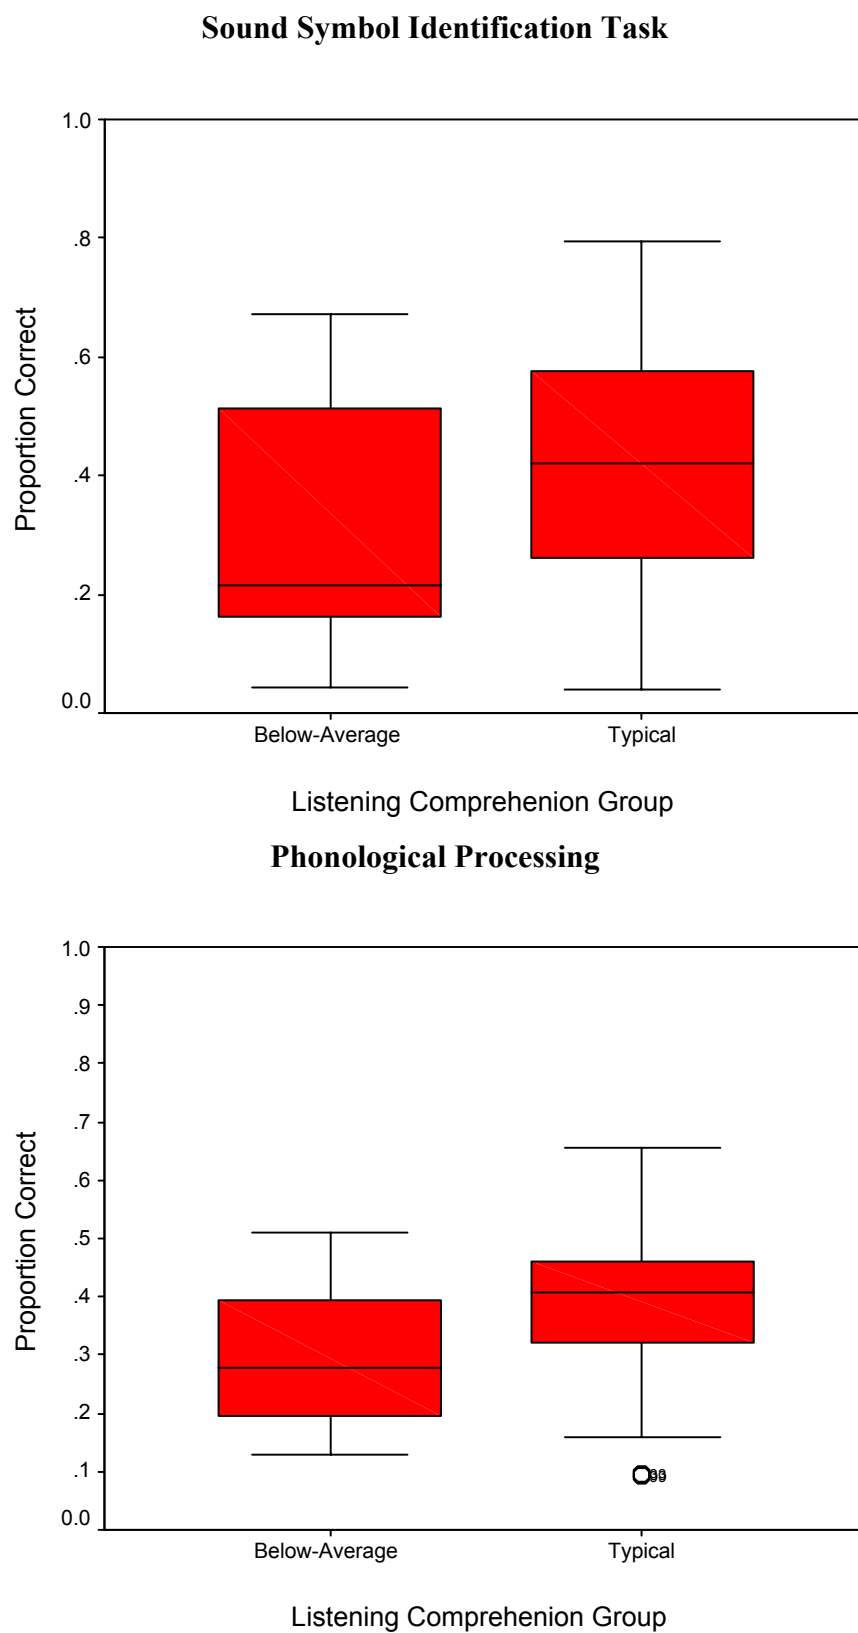 Sound Symbol Identification Task
1.0
.8
.6
.4
.2
0.0
Proportion Correct
Below-Average Typical
Listening Comprehenion Group
Phonological Processing
1.0
.9
.8
.7
.6
.5
.4
.3
.2
.1
0.0
Proportion Correct
Below-Average Typical
Listening Comprehenion Group